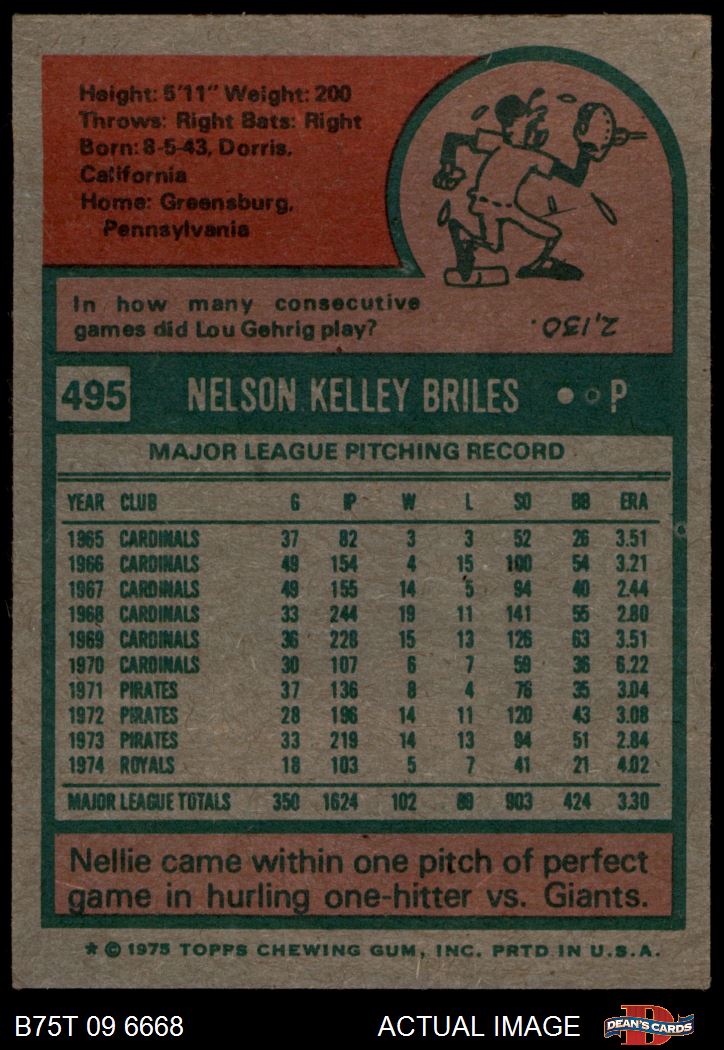 Height: 5'11" Weight: 200
Throws: Right Bats: Right
Born: 8-5-43, Dorris,
California
Home: Greensburg,
Pennsylvania
In how many consecutive
games did Lou Gehrig play?
2,130.
495 NELSON KELLEY BRILES P
MAJOR LEAGUE PITCHING RECORD
YEAR CLUB G IP W L SO BB ERA
1965 CARDINALS 37 82 3 3 52 26 3.51
1966 CARDINALS 49 154 4 15 100 54 3.21
1967 CARDINALS 49 155 14 5 94 40 2.44
1968 CARDINALS 33 244 19 11 141 55 2.80
1969 CARDINALS 36 228 15 13 126 63 3.51
1970 CARDINALS 30 107 6 7 59 36 6.22
1971 PIRATES 37 136 8 4 76 35 3.04
1972 PIRATES 28 196 14 11 120 43 3.08
1973 PIRATES 33 219 14 13 94 51 2.84
1974 ROYALS 18 103 5 7 41 21 4.02
MAJOR LEAGUE TOTALS 350 1624 102 89 903 424 3.30
Nellie came within one pitch of perfect
game in hurling one-hitter vs. Giants.
* © 1975 TOPPS CHEWING GUM, INC. PRTD IN U.S.A.
B75T 09 6668 ACTUAL IMAGE DEAN'S CARDS